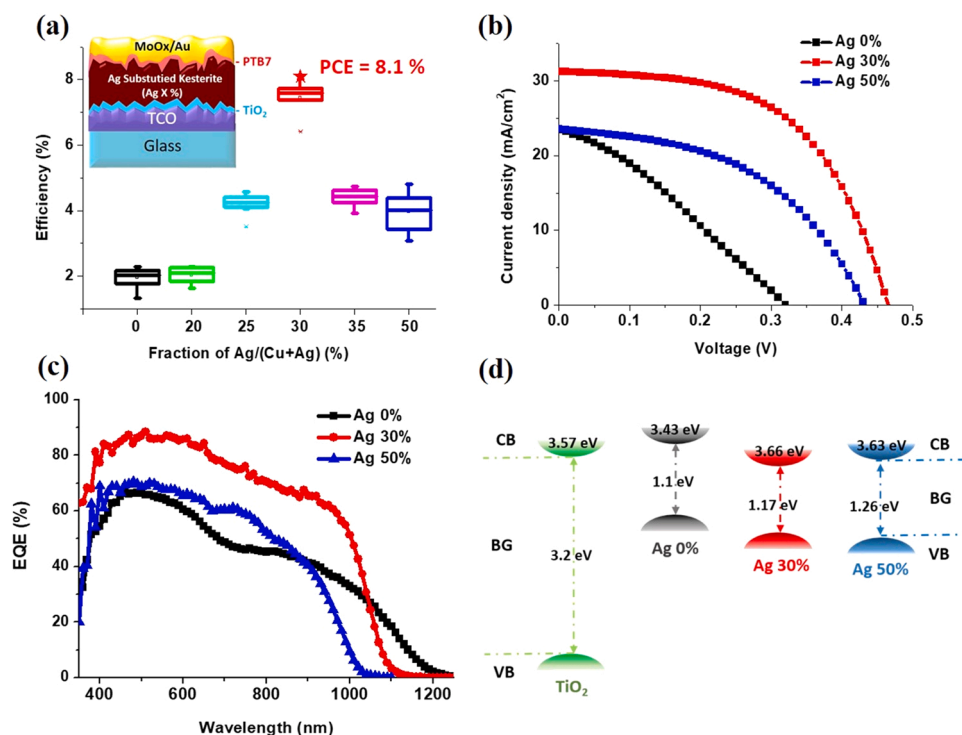 (a)
MoOx/Au
PTB7
Ag Substutied Kesterite
(Ag X %)
TiO2
TCO
Glass
PCE = 8.1 %
Efficiency (%)
8
6
4
2
0 20 25 30 35 50
Fraction of Ag/(Cu+Ag) (%)
(b)
Ag 0%
Ag 30%
Ag 50%
Current density (mA/cm2)
30
20
10
0
0.0 0.1 0.2 0.3 0.4 0.5
Voltage (V)
(c)
Ag 0%
Ag 30%
Ag 50%
EQE (%)
100
80
60
40
20
0
400 600 800 1000 1200
Wavelength (nm)
(d)
CB 3.57 eV 3.43 eV 3.66 eV 3.63 eV CB
1.1 eV 1.17 eV 1.26 eV BG
BG 3.2 eV Ag 0% VB
Ag 30% Ag 50%
VB
TiO2